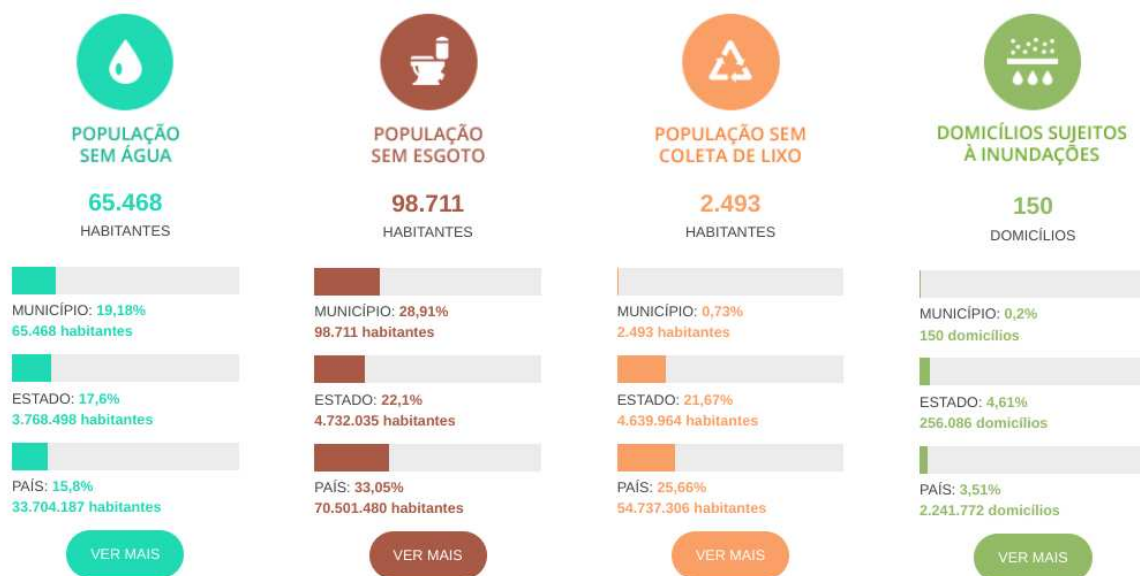 POPULAÇÃO
SEM ÁGUA
65.468
HABITANTES
MUNICÍPIO: 19,18%
65.468 habitantes
ESTADO: 17,6%
3.768.498 habitantes
PAÍS: 15,8%
33.704.187 habitantes
VER MAIS
POPULAÇÃO
SEM ESGOTO
98.711
HABITANTES
MUNICÍPIO: 28,91%
98.711 habitantes
ESTADO: 22,1%
4.732.035 habitantes
PAÍS: 33,05%
70.501.480 habitantes
VER MAIS
POPULAÇÃO SEM
COLETA DE LIXO
2.493
HABITANTES
MUNICÍPIO: 0,73%
2.493 habitantes
ESTADO: 21,67%
4.639.964 habitantes
PAÍS: 25,66%
54.737.306 habitantes
VER MAIS
DOMICÍLIOS SUJEITOS
À INUNDAÇÕES
150
DOMICÍLIOS
MUNICÍPIO: 0,2%
150 domicílios
ESTADO: 4,61%
256.086 domicílios
PAÍS: 3,51%
2.241.772 domicílios
VER MAIS